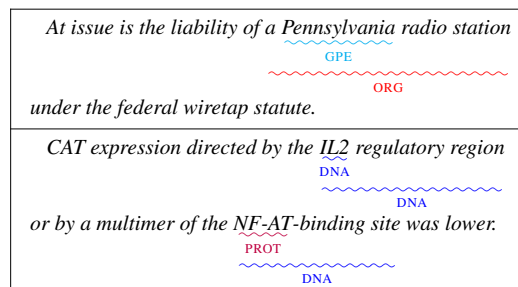 At issue is the liability of a Pennsylvania radio station
GPE
ORG
under the federal wiretap statute.
CAT expression directed by the IL2 regulatory region
DNA
DNA
or by a multimer of the NF-AT-binding site was lower.
PROT
DNA